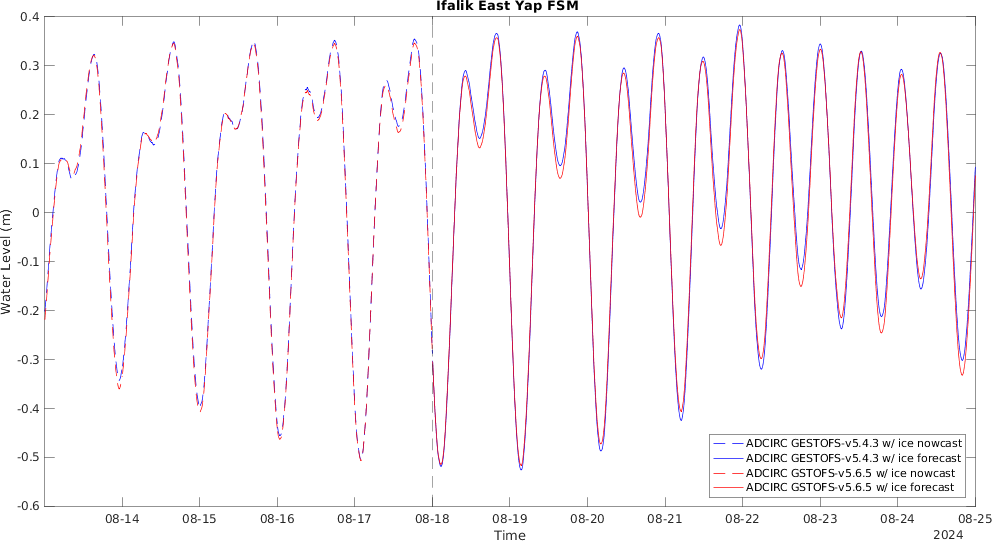 Ifalik East Yap FSM
0.4
0.3
0.2
0.1
0
-0.1
-0.2
-0.3
-0.4
-0.5
-0.6
Water Level (m)
ADCIRC GESTOFS-v5.4.3 w/ ice nowcast
ADCIRC GESTOFS-v5.4.3 w/ ice forecast
ADCIRC GSTOFS-v5.6.5 w/ ice nowcast
ADCIRC GSTOFS-v5.6.5 w/ ice forecast
08-14 08-15 08-16 08-17 08-18 08-19 08-20 08-21 08-22 08-23 08-24 08-25
Time
2024